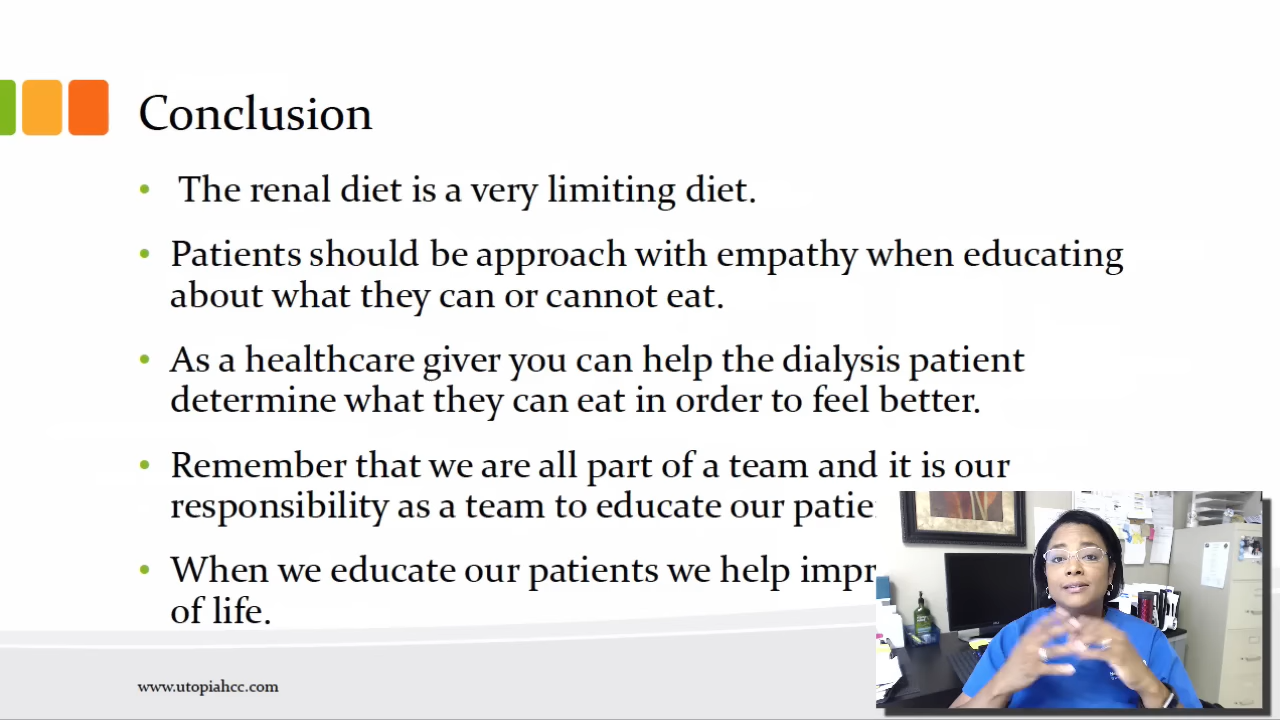 Conclusion
The renal diet is a very limiting diet.
Patients should be approach with empathy when educating
about what they can or cannot eat.
As a healthcare giver you can help the dialysis patient
determine what they can eat in order to feel better.
Remember that we are all part of a team and it is our
responsibility as a team to educate our
When we educate our patients we help
of life.
www.utopiahcc.com